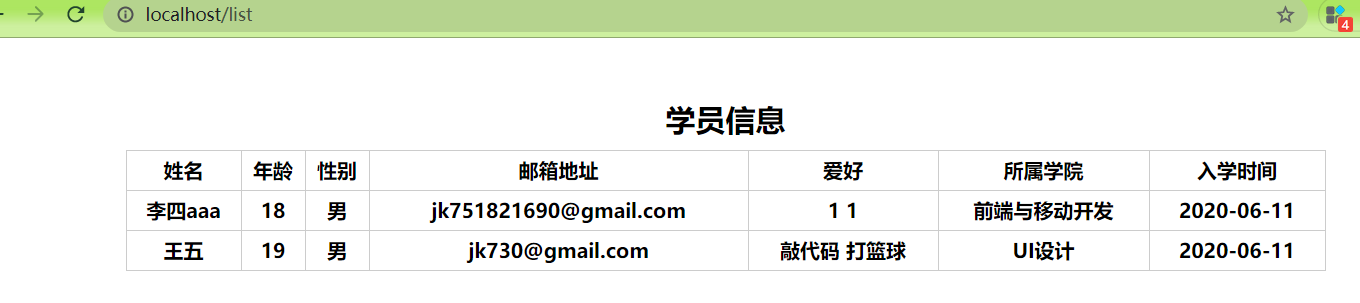 localhost/list
4
学员信息
姓名 年龄 性别 邮箱地址 爱好 所属学院 入学时间
李四aaa 18 男 jk751821690@gmail.com 1 1 前端与移动开发 2020-06-11
王五 19 男 jk730@gmail.com 敲代码 打篮球 UI设计 2020-06-11